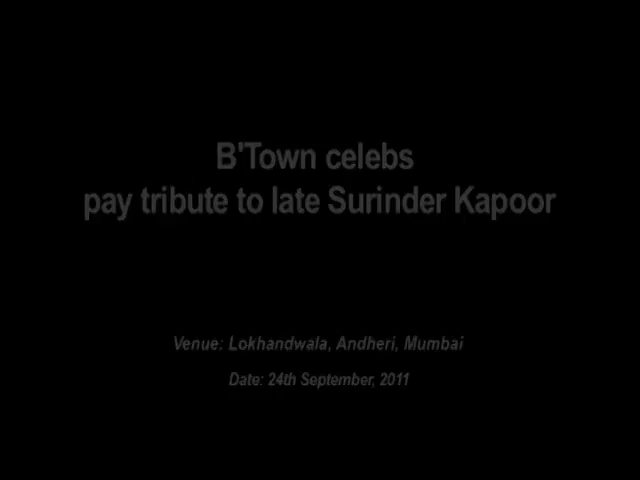 B'Town celebs
pay tribute to late Surinder Kapoor
Venue: Lokhandwala, Andheri, Mumbai
Date: 24th September, 2011